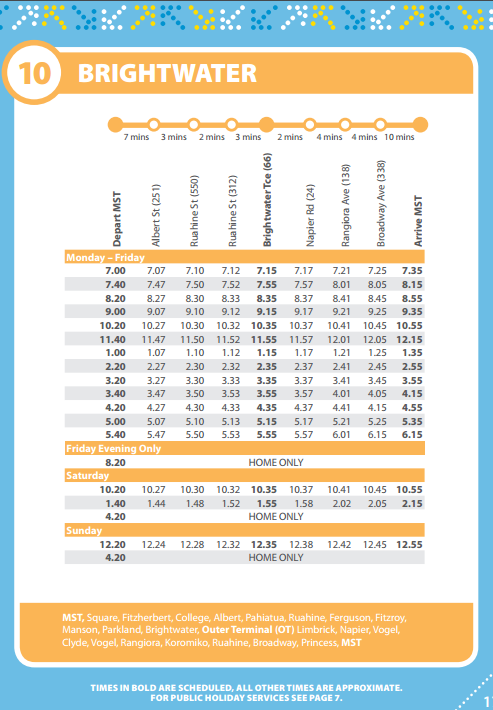 10 BRIGHTWATER
7 mins 3 mins 2 mins 3 mins 2 mins 4 mins 4 mins 10 mins
Depart MST
Albert St (251)
Ruahine St (550)
Ruahine St (312)
Brightwater Tce (66)
Napier Rd (24)
Rangiora Ave (138)
Broadway Ave (338)
Arrive MST
Monday – Friday
7.00 7.07 7.10 7.12 7.15 7.17 7.21 7.25 7.35
7.40 7.47 7.50 7.52 7.55 7.57 8.01 8.05 8.15
8.20 8.27 8.30 8.33 8.35 8.37 8.41 8.45 8.55
9.00 9.07 9.10 9.12 9.15 9.17 9.21 9.25 9.35
10.20 10.27 10.30 10.32 10.35 10.37 10.41 10.45 10.55
11.40 11.47 11.50 11.52 11.55 11.57 12.01 12.05 12.15
1.00 1.07 1.10 1.12 1.15 1.17 1.21 1.25 1.35
2.20 2.27 2.30 2.32 2.35 2.37 2.41 2.45 2.55
3.20 3.27 3.30 3.33 3.35 3.37 3.41 3.45 3.55
3.40 3.47 3.50 3.53 3.55 3.57 4.01 4.05 4.15
4.20 4.27 4.30 4.33 4.35 4.37 4.41 4.15 4.55
5.00 5.07 5.10 5.13 5.15 5.17 5.21 5.25 5.35
5.40 5.47 5.50 5.53 5.55 5.57 6.01 6.15 6.15
Friday Evening Only
8.20 HOME ONLY
Saturday
10.20 10.27 10.30 10.32 10.35 10.37 10.41 10.45 10.55
1.40 1.44 1.48 1.52 1.55 1.58 2.02 2.05 2.15
4.20 HOME ONLY
Sunday
12.20 12.24 12.28 12.32 12.35 12.38 12.42 12.45 12.55
4.20 HOME ONLY
MST, Square, Fitzherbert, College, Albert, Pahiatua, Ruahine, Ferguson, Fitzroy,
Manson, Parkland, Brightwater, Outer Terminal (OT) Limbrick, Napier, Vogel,
Clyde, Vogel, Rangiora, Koromiko, Ruahine, Broadway, Princess, MST
TIMES IN BOLD ARE SCHEDULED, ALL OTHER TIMES ARE APPROXIMATE.
FOR PUBLIC HOLIDAY SERVICES SEE PAGE 7.